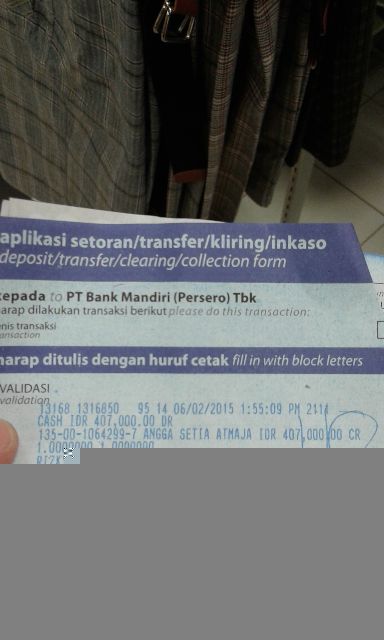 aplikasi setoran/transfer/kliring/inkaso
deposit/transfer/clearing/collection form
kepada to PT Bank Mandiri (Persero) Tbk
harap dilakukan transaksi berikut please do this transaction:
jenis transaksi
transaction
harap ditulis dengan huruf cetak fill in with block letters
VALIDASI
validation
13168 1316850 95 14 06/02/2015 1:55:09 PM 2114
CASH IDR 407,000.00 DR
135-00-1064299-7 ANGGA SETIA ATMAJA IDR 407,000.00 CR
1.0000000 1.0000000